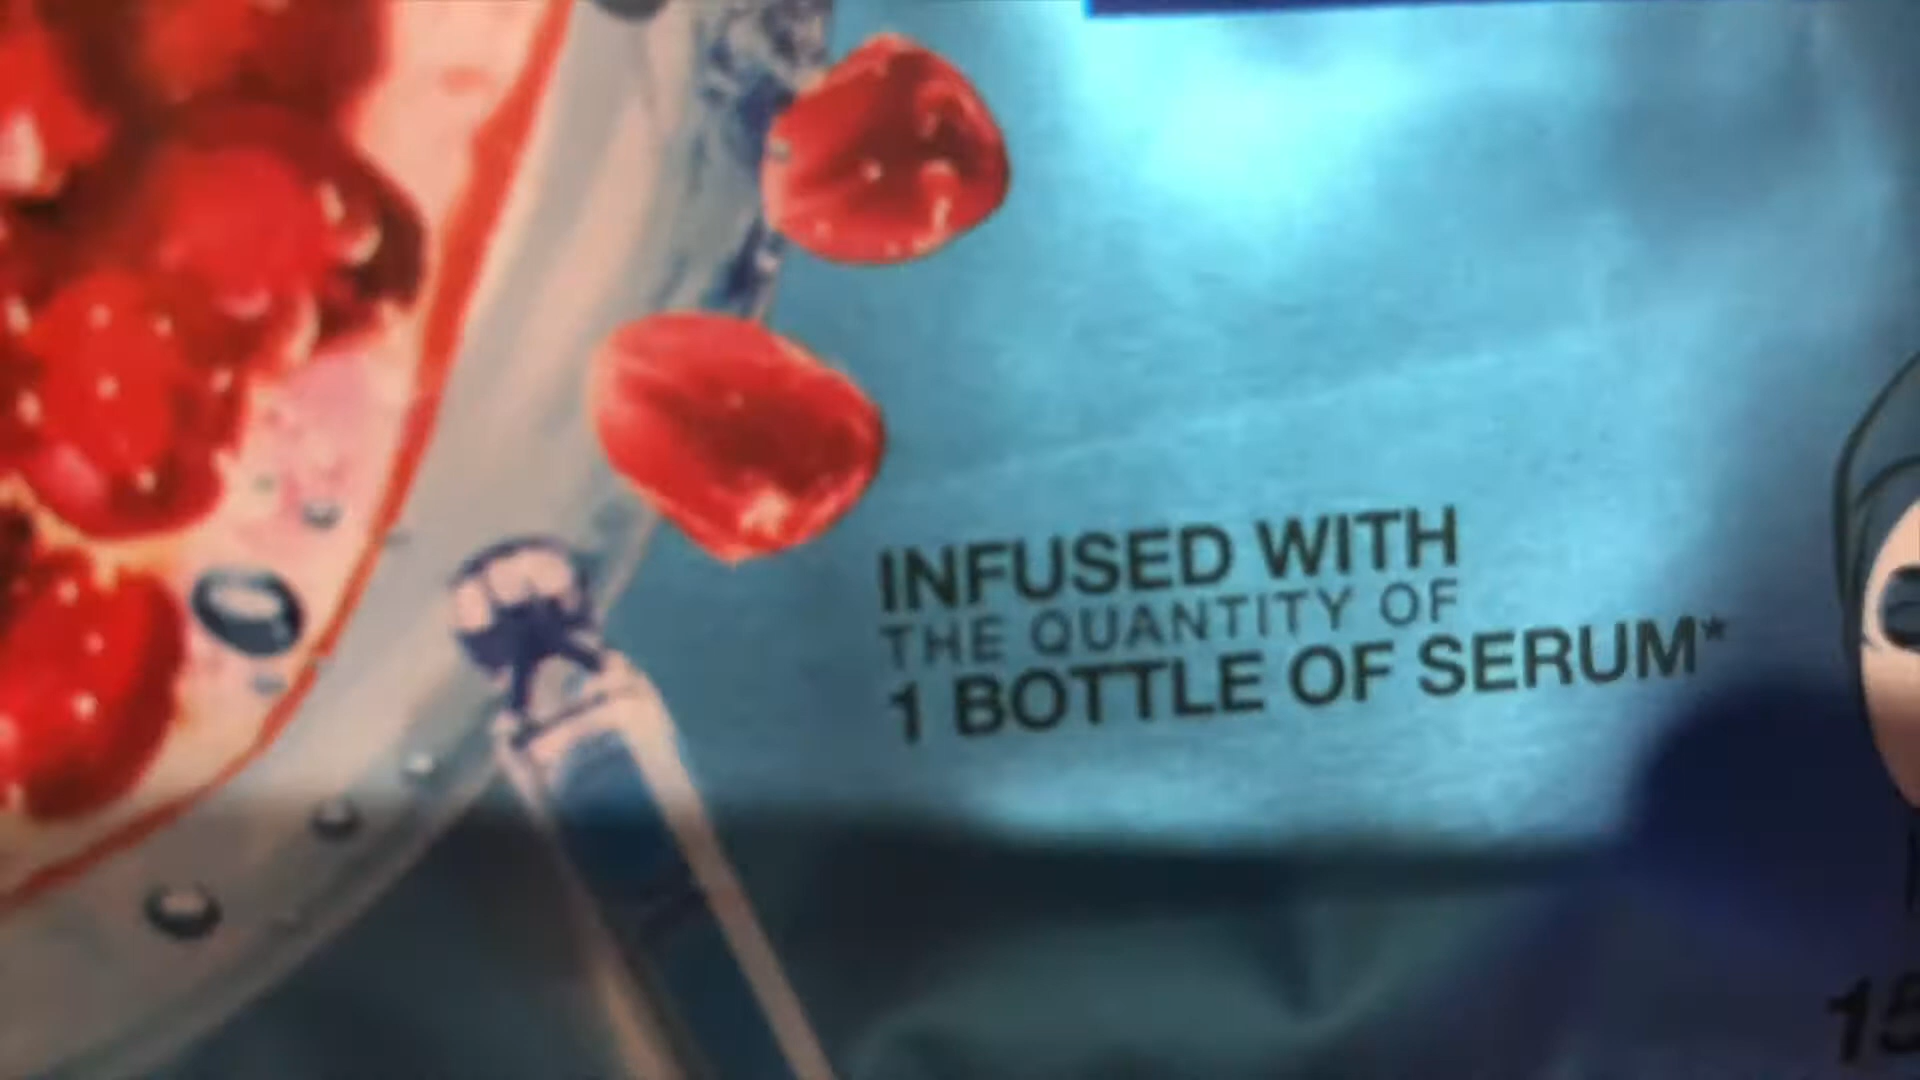 INFUSED WITH
THE QUANTITY OF
1 BOTTLE OF SERUM*